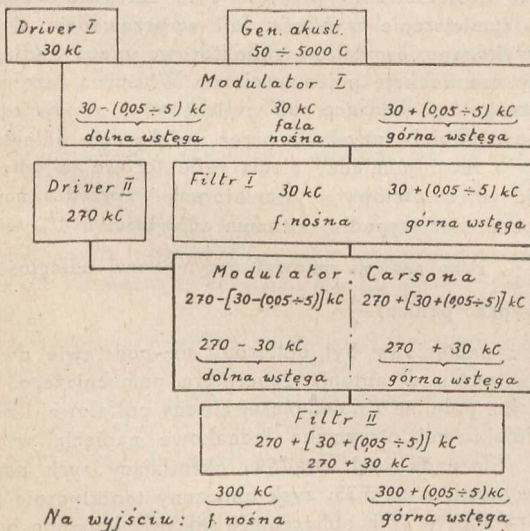 Driver I
30 kC
Gen. akust.
50 ÷ 5000 C
Modulator I
30 - (0,05 ÷ 5) kC
dolna wstęga
30 kC
fala
nośna
30 + (0,05 ÷ 5) kC
górna wstęga
Driver II
270 kC
Filtr I
30 kC
f. nośna
30 + (0,05 ÷ 5) kC
górna wstęga
Modulator Carsona
270-[30-(0,05÷5)] kC
270 - 30 kC
dolna wstęga
270 + [30+(0,05÷5)] kC
270 + 30 kC
górna wstęga
Filtr II
270 + [30 + (0,05 ÷ 5)] kC
270 + 30 kC
Na wyjściu:
300 kC
f. nośna
300 + (0,05÷5) kC
górna wstęga